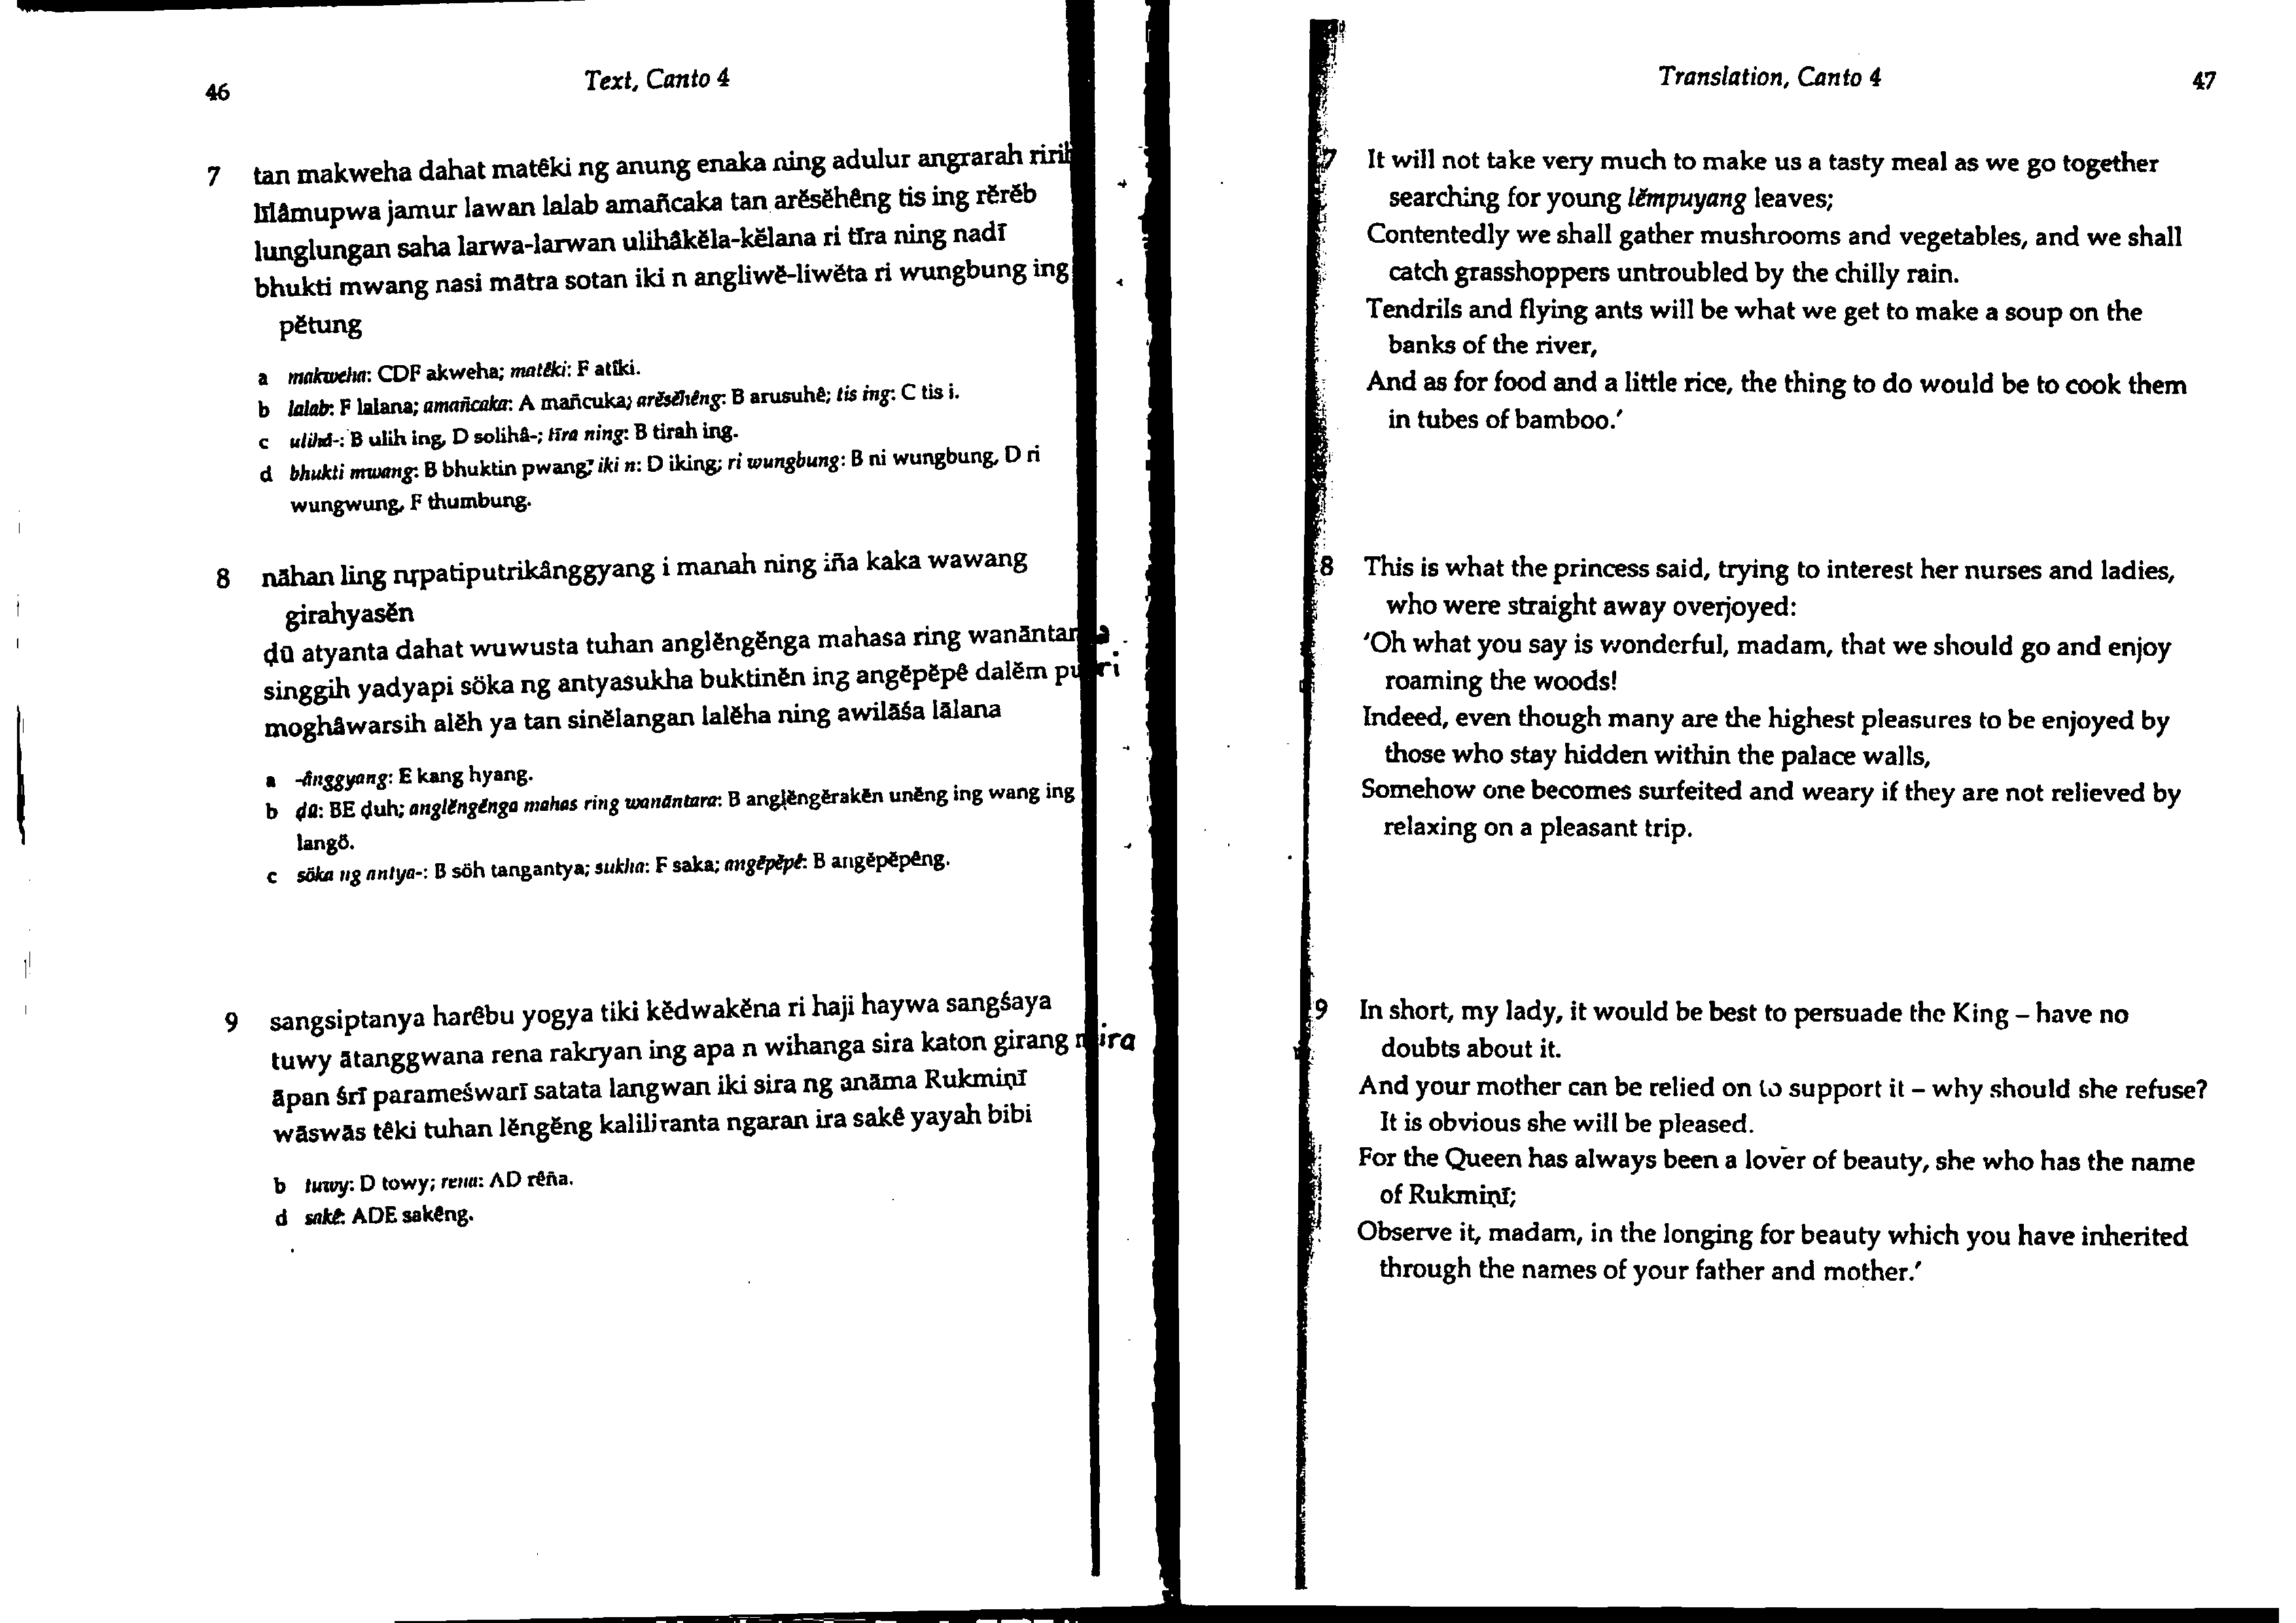 46
Text, Canto 4
7 tan makweha dahat matêki ng anung enaka ning adulur angrarah ririh
līlâmupwa jamur lawan lalab amañcaka tan arĕsĕhêng tis ing rĕrĕb
lunglungan saha larwa-larwan ulihâkĕla-kĕlana ri tīra ning nadī
bhukti mwang nasi mātra sotan iki n angliwĕ-liwĕta ri wungbung ing
pĕtung
a makweha: CDF akweha; matêki: F atîki.
b lalab: F lalana; amañcaka: A mañcuka; arĕsĕhêng: B arusuhê; tis ing: C tis i.
c ulihâ-: B ulih ing, D solihâ-; tīra ning: B tirah ing.
d bhukti mwang: B bhuktin pwang; iki n: D iking; ri wungbung: B ni wungbung, D ri
wungwung, F thumbung.
8 nāhan ling nṛpatiputrikânggyang i manah ning iña kaka wawang
girahyasĕn
ḍū atyanta dahat wuwusta tuhan anglĕngĕnga mahasa ring wanāntara
singgih yadyapi söka ng antyasukha buktinĕn ing angĕpĕpê dalĕm puri
moghâwarsih alĕh ya tan sinĕlangan lalĕha ning awilāśa lālana
a -ânggyang: E kang hyang.
b ḍū: BE ḍuh; anglĕngĕnga mahas ring wanāntara: B angḷĕngĕrakĕn unĕng ing wang ing
langö.
c söka ng antya-: B söh tangantya; sukha: F saka; angĕpĕpê: B angĕpĕpêng.
9 sangsiptanya harêbu yogya tiki kĕdwakĕna ri haji haywa sangśaya
tuwy ātanggwana rena rakryan ing apa n wihanga sira katon girang nira
āpan śrī parameśwarī satata langwan iki sira ng anāma Rukmiṇī
wāswās têki tuhan lĕngĕng kaliliranta ngaran ira sakê yayah bibi
b tuwy: D towy; rena: AD rêña.
d sakê: ADE sakêng.
Translation, Canto 4
47
7 It will not take very much to make us a tasty meal as we go together
searching for young lĕmpuyang leaves;
Contentedly we shall gather mushrooms and vegetables, and we shall
catch grasshoppers untroubled by the chilly rain.
Tendrils and flying ants will be what we get to make a soup on the
banks of the river,
And as for food and a little rice, the thing to do would be to cook them
in tubes of bamboo.’
8 This is what the princess said, trying to interest her nurses and ladies,
who were straight away overjoyed:
‘Oh what you say is wonderful, madam, that we should go and enjoy
roaming the woods!
Indeed, even though many are the highest pleasures to be enjoyed by
those who stay hidden within the palace walls,
Somehow one becomes surfeited and weary if they are not relieved by
relaxing on a pleasant trip.
9 In short, my lady, it would be best to persuade the King – have no
doubts about it.
And your mother can be relied on to support it – why should she refuse?
It is obvious she will be pleased.
For the Queen has always been a lover of beauty, she who has the name
of Rukmiṇī;
Observe it, madam, in the longing for beauty which you have inherited
through the names of your father and mother.’